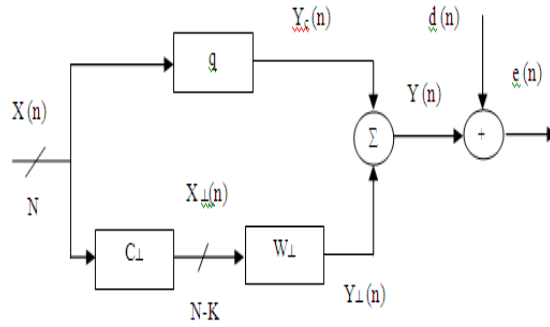 Yc(n)
d(n)
q
Y(n)
e(n)
X(n)
Σ
+
N
X⊥(n)
C⊥
W⊥
N-K
Y⊥(n)